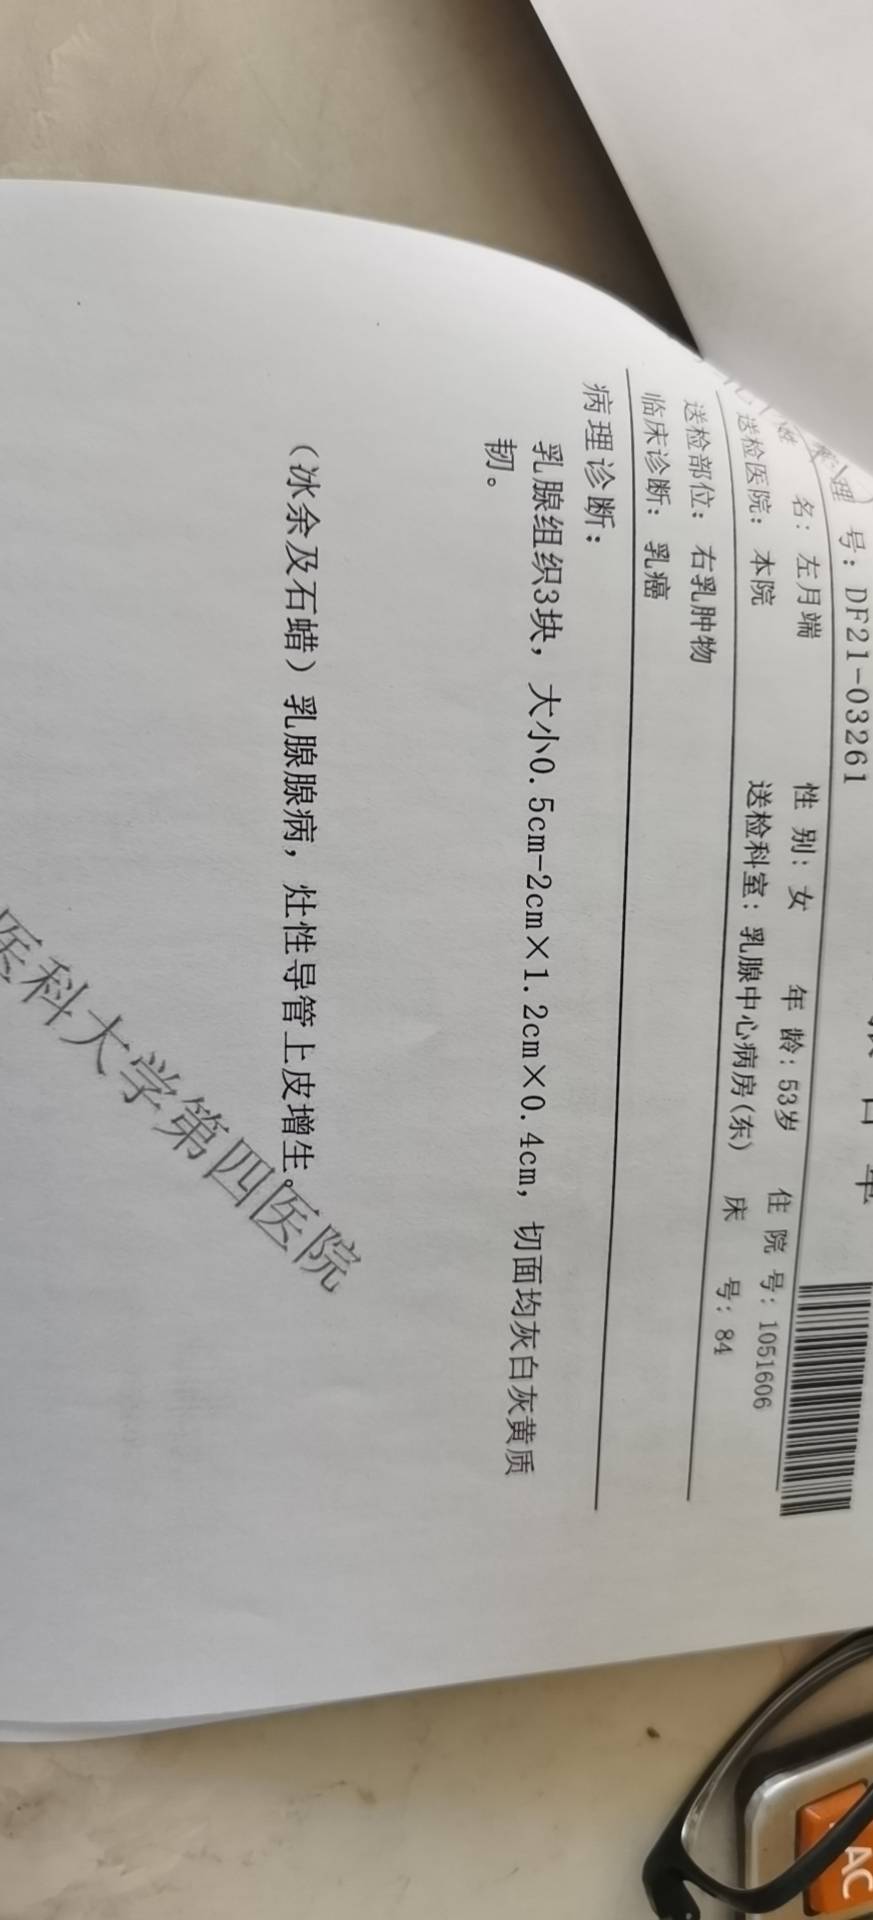 理 号: DF21-03261
名: 左月端 性 别: 女 年 龄: 53岁 住 院 号: 1051606
送检医院: 本院 送检科室: 乳腺中心病房(东) 床 号: 84
送检部位: 右乳肿物
临床诊断: 乳癌
病理诊断:
乳腺组织3块, 大小0.5cm-2cm×1.2cm×0.4cm, 切面均灰白灰黄质
韧。
(冰余及石蜡) 乳腺腺病, 灶性导管上皮增生。
医科大学第四医院
AC